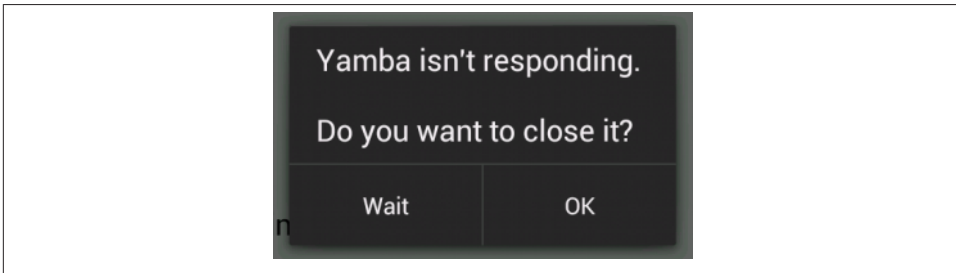 Yamba isn't responding.
Do you want to close it?
Wait
OK
n